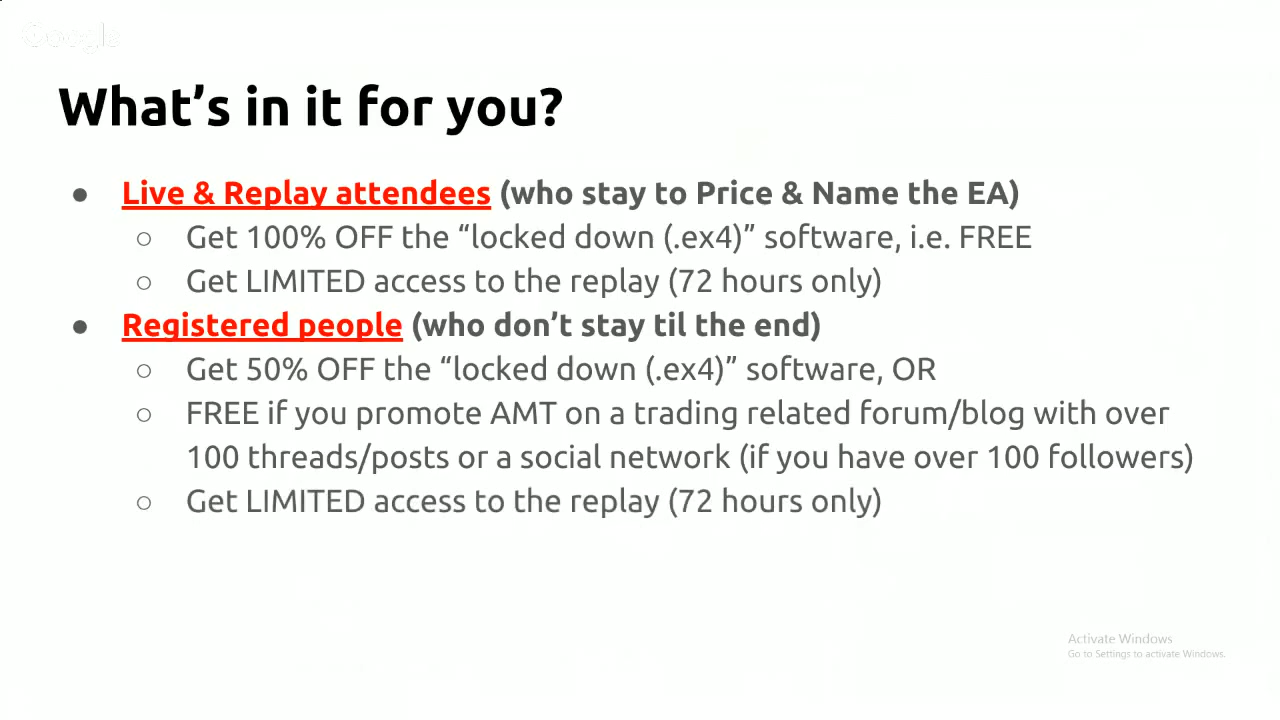 Google
What's in it for you?
● Live & Replay attendees (who stay to Price & Name the EA)
○ Get 100% OFF the “locked down (.ex4)” software, i.e. FREE
○ Get LIMITED access to the replay (72 hours only)
● Registered people (who don't stay til the end)
○ Get 50% OFF the “locked down (.ex4)” software, OR
○ FREE if you promote AMT on a trading related forum/blog with over
100 threads/posts or a social network (if you have over 100 followers)
○ Get LIMITED access to the replay (72 hours only)
Activate Windows
Go to Settings to activate Windows.